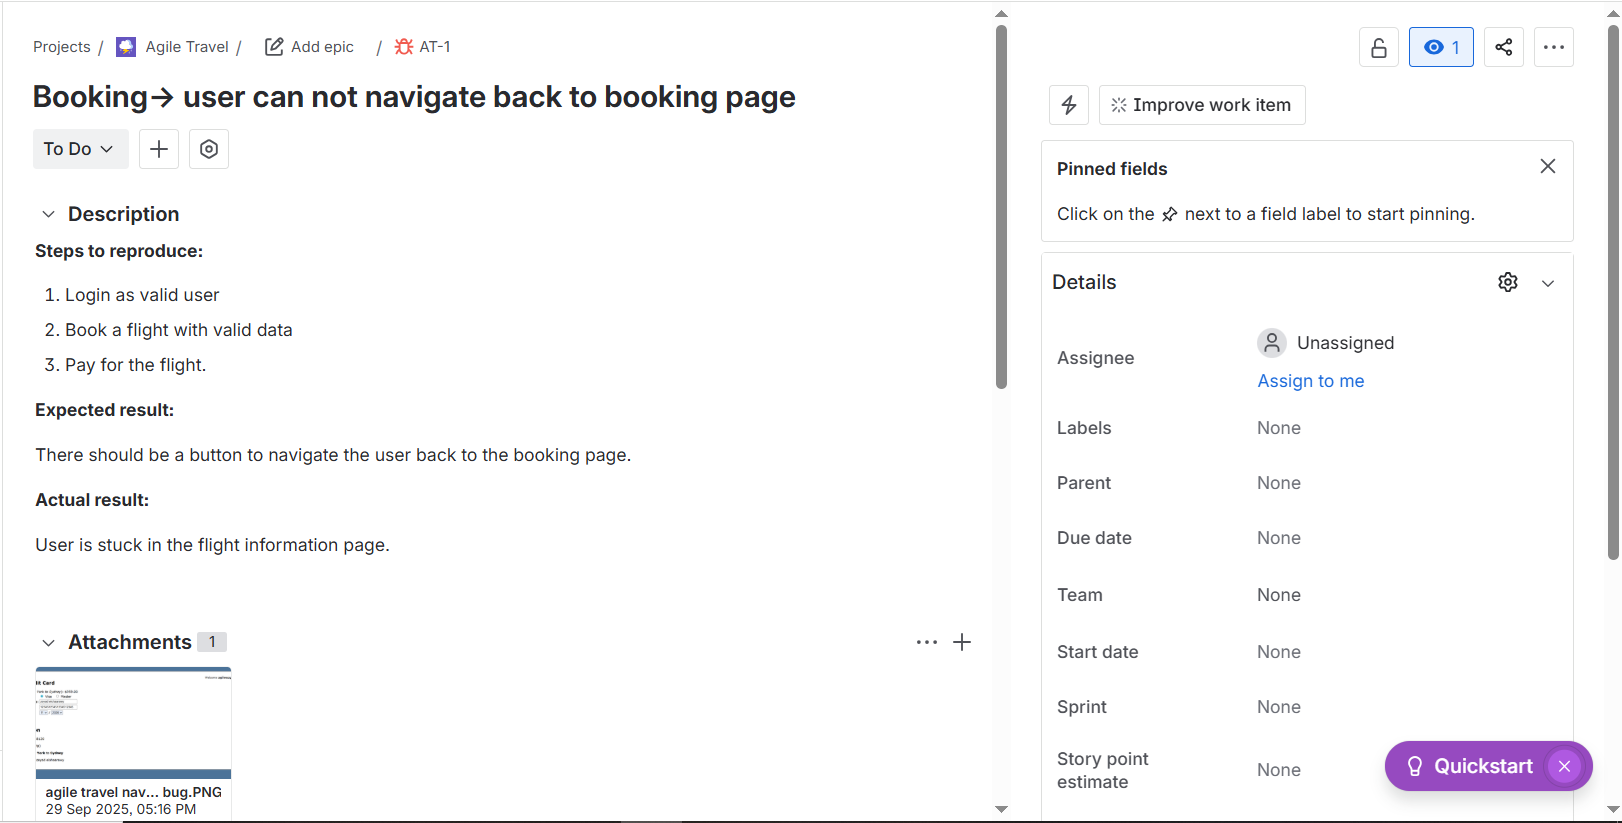 Projects / Agile Travel / Add epic / AT-1
Booking→ user can not navigate back to booking page
To Do
Description
Steps to reproduce:
1. Login as valid user
2. Book a flight with valid data
3. Pay for the flight.
Expected result:
There should be a button to navigate the user back to the booking page.
Actual result:
User is stuck in the flight information page.
Attachments 1
agile travel nav... bug.PNG
29 Sep 2025, 05:16 PM
1
Improve work item
Pinned fields
Click on the next to a field label to start pinning.
Details
Assignee
Unassigned
Assign to me
Labels None
Parent None
Due date None
Team None
Start date None
Sprint None
Story point
estimate
None
Quickstart